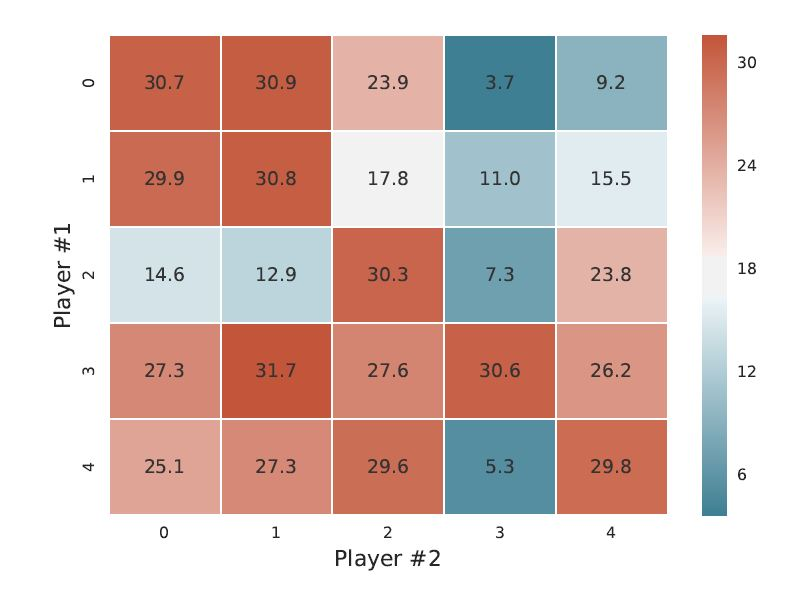 0 30.7 30.9 23.9 3.7 9.2
1 29.9 30.8 17.8 11.0 15.5
2 14.6 12.9 30.3 7.3 23.8
3 27.3 31.7 27.6 30.6 26.2
4 25.1 27.3 29.6 5.3 29.8
0 1 2 3 4
Player #2
Player #1
30
24
18
12
6